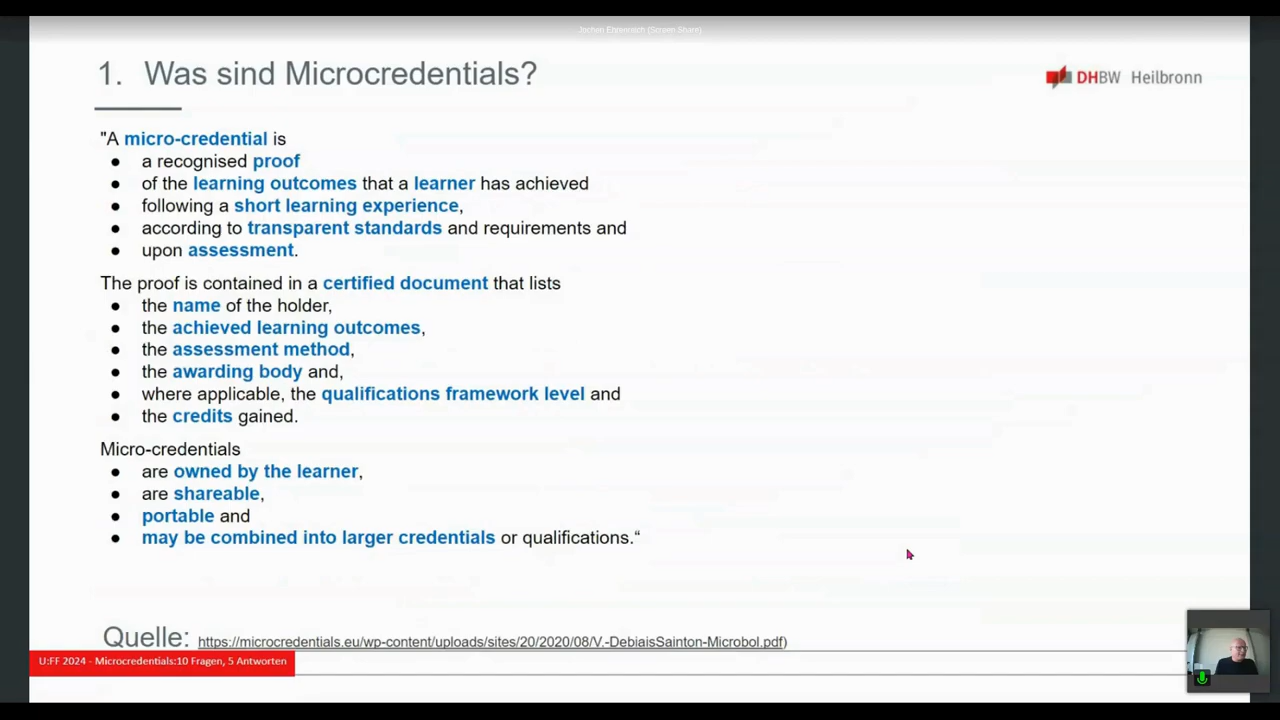 Jochen Ehrenreich (Screen Share)
1. Was sind Microcredentials?
DHBW Heilbronn
"A micro-credential is
● a recognised proof
● of the learning outcomes that a learner has achieved
● following a short learning experience,
● according to transparent standards and requirements and
● upon assessment.
The proof is contained in a certified document that lists
● the name of the holder,
● the achieved learning outcomes,
● the assessment method,
● the awarding body and,
● where applicable, the qualifications framework level and
● the credits gained.
Micro-credentials
● are owned by the learner,
● are shareable,
● portable and
● may be combined into larger credentials or qualifications.“
Quelle: https://microcredentials.eu/wp-content/uploads/sites/20/2020/08/V.-DebiaisSainton-Microbol.pdf)
U:FF 2024 - Microcredentials:10 Fragen, 5 Antworten